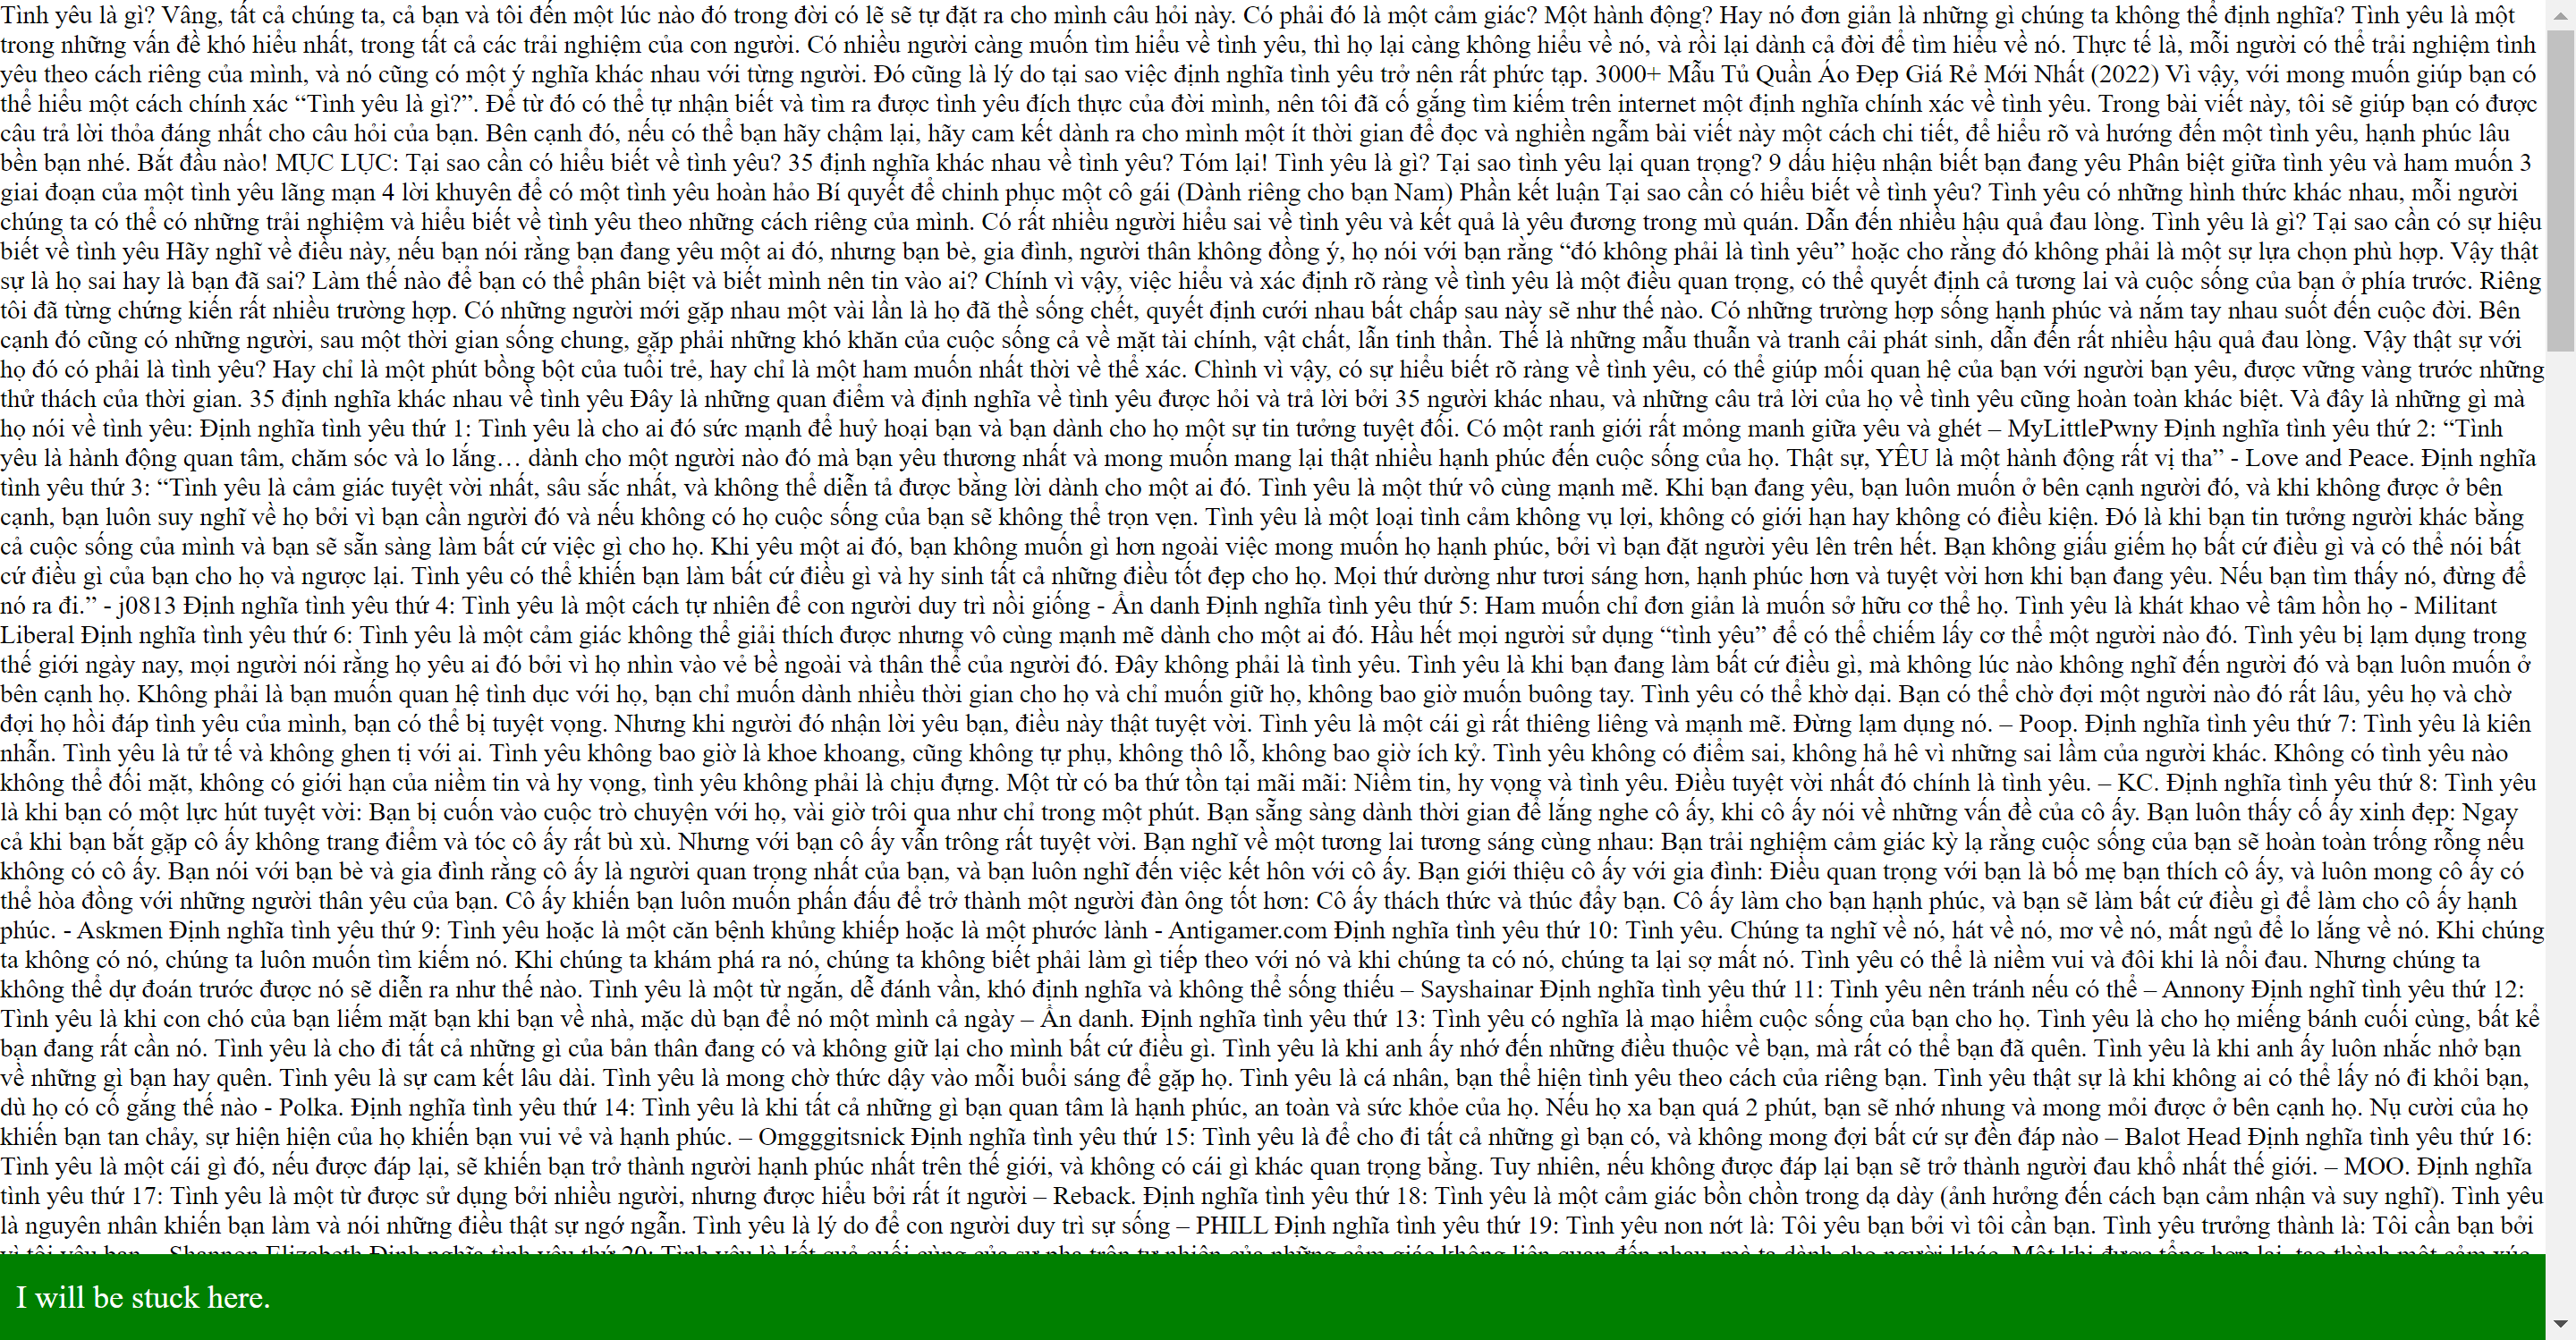 Tình yêu là gì? Vâng, tất cả chúng ta, cả bạn và tôi đến một lúc nào đó trong đời có lẽ sẽ tự đặt ra cho mình câu hỏi này. Có phải đó là một cảm giác? Một hành động? Hay nó đơn giản là những gì chúng ta không thể định nghĩa? Tình yêu là một
trong những vấn đề khó hiểu nhất, trong tất cả các trải nghiệm của con người. Có nhiều người càng muốn tìm hiểu về tình yêu, thì họ lại càng không hiểu về nó, và rồi lại dành cả đời để tìm hiểu về nó. Thực tế là, mỗi người có thể trải nghiệm tình
yêu theo cách riêng của mình, và nó cũng có một ý nghĩa khác nhau với từng người. Đó cũng là lý do tại sao việc định nghĩa tình yêu trở nên rất phức tạp. 3000+ Mẫu Tủ Quần Áo Đẹp Giá Rẻ Mới Nhất (2022) Vì vậy, với mong muốn giúp bạn có
thể hiểu một cách chính xác “Tình yêu là gì?”. Để từ đó có thể tự nhận biết và tìm ra được tình yêu đích thực của đời mình, nên tôi đã cố gắng tìm kiếm trên internet một định nghĩa chính xác về tình yêu. Trong bài viết này, tôi sẽ giúp bạn có được
câu trả lời thỏa đáng nhất cho câu hỏi của bạn. Bên cạnh đó, nếu có thể bạn hãy chậm lại, hãy cam kết dành ra cho mình một ít thời gian để đọc và nghiền ngẫm bài viết này một cách chi tiết, để hiểu rõ và hướng đến một tình yêu, hạnh phúc lâu
bền bạn nhé. Bắt đầu nào! MỤC LỤC: Tại sao cần có hiểu biết về tình yêu? 35 định nghĩa khác nhau về tình yêu? Tóm lại! Tình yêu là gì? Tại sao tình yêu lại quan trọng? 9 dấu hiệu nhận biết bạn đang yêu Phân biệt giữa tình yêu và ham muốn 3
giai đoạn của một tình yêu lãng mạn 4 lời khuyên để có một tình yêu hoàn hảo Bí quyết để chinh phục một cô gái (Dành riêng cho bạn Nam) Phần kết luận Tại sao cần có hiểu biết về tình yêu? Tình yêu có những hình thức khác nhau, mỗi người
chúng ta có thể có những trải nghiệm và hiểu biết về tình yêu theo những cách riêng của mình. Có rất nhiều người hiểu sai về tình yêu và kết quả là yêu đương trong mù quán. Dẫn đến nhiều hậu quả đau lòng. Tình yêu là gì? Tại sao cần có sự hiệu
biết về tình yêu Hãy nghĩ về điều này, nếu bạn nói rằng bạn đang yêu một ai đó, nhưng bạn bè, gia đình, người thân không đồng ý, họ nói với bạn rằng “đó không phải là tình yêu” hoặc cho rằng đó không phải là một sự lựa chọn phù hợp. Vậy thật
sự là họ sai hay là bạn đã sai? Làm thế nào để bạn có thể phân biệt và biết mình nên tin vào ai? Chính vì vậy, việc hiểu và xác định rõ ràng về tình yêu là một điều quan trọng, có thể quyết định cả tương lai và cuộc sống của bạn ở phía trước. Riêng
tôi đã từng chứng kiến rất nhiều trường hợp. Có những người mới gặp nhau một vài lần là họ đã thề sống chết, quyết định cưới nhau bất chấp sau này sẽ như thế nào. Có những trường hợp sống hạnh phúc và nắm tay nhau suốt đến cuộc đời. Bên
cạnh đó cũng có những người, sau một thời gian sống chung, gặp phải những khó khăn của cuộc sống cả về mặt tài chính, vật chất, lẫn tinh thần. Thế là những mẫu thuẫn và tranh cải phát sinh, dẫn đến rất nhiều hậu quả đau lòng. Vậy thật sự với
họ đó có phải là tình yêu? Hay chỉ là một phút bồng bột của tuổi trẻ, hay chỉ là một ham muốn nhất thời về thể xác. Chình vì vậy, có sự hiểu biết rõ ràng về tình yêu, có thể giúp mối quan hệ của bạn với người bạn yêu, được vững vàng trước những
thử thách của thời gian. 35 định nghĩa khác nhau về tình yêu Đây là những quan điểm và định nghĩa về tình yêu được hỏi và trả lời bởi 35 người khác nhau, và những câu trả lời của họ về tình yêu cũng hoàn toàn khác biệt. Và đây là những gì mà
họ nói về tình yêu: Định nghĩa tình yêu thứ 1: Tình yêu là cho ai đó sức mạnh để huỷ hoại bạn và bạn dành cho họ một sự tin tưởng tuyệt đối. Có một ranh giới rất mỏng manh giữa yêu và ghét – MyLittlePwny Định nghĩa tình yêu thứ 2: “Tình
yêu là hành động quan tâm, chăm sóc và lo lắng… dành cho một người nào đó mà bạn yêu thương nhất và mong muốn mang lại thật nhiều hạnh phúc đến cuộc sống của họ. Thật sự, YÊU là một hành động rất vị tha” - Love and Peace. Định nghĩa
tình yêu thứ 3: “Tình yêu là cảm giác tuyệt vời nhất, sâu sắc nhất, và không thể diễn tả được bằng lời dành cho một ai đó. Tình yêu là một thứ vô cùng mạnh mẽ. Khi bạn đang yêu, bạn luôn muốn ở bên cạnh người đó, và khi không được ở bên
cạnh, bạn luôn suy nghĩ về họ bởi vì bạn cần người đó và nếu không có họ cuộc sống của bạn sẽ không thể trọn vẹn. Tình yêu là một loại tình cảm không vụ lợi, không có giới hạn hay không có điều kiện. Đó là khi bạn tin tưởng người khác bằng
cả cuộc sống của mình và bạn sẽ sẵn sàng làm bất cứ việc gì cho họ. Khi yêu một ai đó, bạn không muốn gì hơn ngoài việc mong muốn họ hạnh phúc, bởi vì bạn đặt người yêu lên trên hết. Bạn không giấu giếm họ bất cứ điều gì và có thể nói bất
cứ điều gì của bạn cho họ và ngược lại. Tình yêu có thể khiến bạn làm bất cứ điều gì và hy sinh tất cả những điều tốt đẹp cho họ. Mọi thứ dường như tươi sáng hơn, hạnh phúc hơn và tuyệt vời hơn khi bạn đang yêu. Nếu bạn tìm thấy nó, đừng để
nó ra đi.” - j0813 Định nghĩa tình yêu thứ 4: Tình yêu là một cách tự nhiên để con người duy trì nồi giống - Ẩn danh Định nghĩa tình yêu thứ 5: Ham muốn chỉ đơn giản là muốn sở hữu cơ thể họ. Tình yêu là khát khao về tâm hồn họ - Militant
Liberal Định nghĩa tình yêu thứ 6: Tình yêu là một cảm giác không thể giải thích được nhưng vô cùng mạnh mẽ dành cho một ai đó. Hầu hết mọi người sử dụng “tình yêu” để có thể chiếm lấy cơ thể một người nào đó. Tình yêu bị lạm dụng trong
thế giới ngày nay, mọi người nói rằng họ yêu ai đó bởi vì họ nhìn vào vẻ bề ngoài và thân thể của người đó. Đây không phải là tình yêu. Tình yêu là khi bạn đang làm bất cứ điều gì, mà không lúc nào không nghĩ đến người đó và bạn luôn muốn ở
bên cạnh họ. Không phải là bạn muốn quan hệ tình dục với họ, bạn chỉ muốn dành nhiều thời gian cho họ và chỉ muốn giữ họ, không bao giờ muốn buông tay. Tình yêu có thể khờ dại. Bạn có thể chờ đợi một người nào đó rất lâu, yêu họ và chờ
đợi họ hồi đáp tình yêu của mình, bạn có thể bị tuyệt vọng. Nhưng khi người đó nhận lời yêu bạn, điều này thật tuyệt vời. Tình yêu là một cái gì rất thiêng liêng và mạnh mẽ. Đừng lạm dụng nó. – Poop. Định nghĩa tình yêu thứ 7: Tình yêu là kiên
nhẫn. Tình yêu là tử tế và không ghen tị với ai. Tình yêu không bao giờ là khoe khoang, cũng không tự phụ, không thô lỗ, không bao giờ ích kỷ. Tình yêu không có điểm sai, không hả hê vì những sai lầm của người khác. Không có tình yêu nào
không thể đối mặt, không có giới hạn của niềm tin và hy vọng, tình yêu không phải là chịu đựng. Một từ có ba thứ tồn tại mãi mãi: Niềm tin, hy vọng và tình yêu. Điều tuyệt vời nhất đó chính là tình yêu. – KC. Định nghĩa tình yêu thứ 8: Tình yêu
là khi bạn có một lực hút tuyệt vời: Bạn bị cuốn vào cuộc trò chuyện với họ, vài giờ trôi qua như chỉ trong một phút. Bạn sẵng sàng dành thời gian để lắng nghe cô ấy, khi cô ấy nói về những vấn đề của cô ấy. Bạn luôn thấy cô ấy xinh đẹp: Ngay
cả khi bạn bắt gặp cô ấy không trang điểm và tóc cô ấy rất bù xù. Nhưng với bạn cô ấy vẫn trông rất tuyệt vời. Bạn nghĩ về một tương lai tương sáng cùng nhau: Bạn trải nghiệm cảm giác kỳ lạ rằng cuộc sống của bạn sẽ hoàn toàn trống rỗng nếu
không có cô ấy. Bạn nói với bạn bè và gia đình rằng cô ấy là người quan trọng nhất của bạn, và bạn luôn nghĩ đến việc kết hôn với cô ấy. Bạn giới thiệu cô ấy với gia đình: Điều quan trọng với bạn là bố mẹ bạn thích cô ấy, và luôn mong cô ấy có
thể hòa đồng với những người thân yêu của bạn. Cô ấy khiến bạn luôn muốn phấn đấu để trở thành một người đàn ông tốt hơn: Cô ấy thách thức và thúc đẩy bạn. Cô ấy làm cho bạn hạnh phúc, và bạn sẽ làm bất cứ điều gì để làm cho cô ấy hạnh
phúc. - Askmen Định nghĩa tình yêu thứ 9: Tình yêu hoặc là một căn bệnh khủng khiếp hoặc là một phước lành - Antigamer.com Định nghĩa tình yêu thứ 10: Tình yêu. Chúng ta nghĩ về nó, hát về nó, mơ về nó, mất ngủ để lo lắng về nó. Khi chúng
ta không có nó, chúng ta luôn muốn tìm kiếm nó. Khi chúng ta khám phá ra nó, chúng ta không biết phải làm gì tiếp theo với nó và khi chúng ta có nó, chúng ta lại sợ mất nó. Tình yêu có thể là niềm vui và đôi khi là nổi đau. Nhưng chúng ta
không thể dự đoán trước được nó sẽ diễn ra như thế nào. Tình yêu là một từ ngắn, dễ đánh vần, khó định nghĩa và không thể sống thiếu – Sayshainar Định nghĩa tình yêu thứ 11: Tình yêu nên tránh nếu có thể – Annony Định nghĩ tình yêu thứ 12:
Tình yêu là khi con chó của bạn liếm mặt bạn khi bạn về nhà, mặc dù bạn để nó một mình cả ngày – Ẩn danh. Định nghĩa tình yêu thứ 13: Tình yêu có nghĩa là mạo hiểm cuộc sống của bạn cho họ. Tình yêu là cho họ miếng bánh cuối cùng, bất kể
bạn đang rất cần nó. Tình yêu là cho đi tất cả những gì của bản thân đang có và không giữ lại cho mình bất cứ điều gì. Tình yêu là khi anh ấy nhớ đến những điều thuộc về bạn, mà rất có thể bạn đã quên. Tình yêu là khi anh ấy luôn nhắc nhở bạn
về những gì bạn hay quên. Tình yêu là sự cam kết lâu dài. Tình yêu là mong chờ thức dậy vào mỗi buổi sáng để gặp họ. Tình yêu là cá nhân, bạn thể hiện tình yêu theo cách của riêng bạn. Tình yêu thật sự là khi không ai có thể lấy nó đi khỏi bạn,
dù họ có cố gắng thế nào - Polka. Định nghĩa tình yêu thứ 14: Tình yêu là khi tất cả những gì bạn quan tâm là hạnh phúc, an toàn và sức khỏe của họ. Nếu họ xa bạn quá 2 phút, bạn sẽ nhớ nhung và mong mỏi được ở bên cạnh họ. Nụ cười của họ
khiến bạn tan chảy, sự hiện hiện của họ khiến bạn vui vẻ và hạnh phúc. – Omgggitsnick Định nghĩa tình yêu thứ 15: Tình yêu là để cho đi tất cả những gì bạn có, và không mong đợi bất cứ sự đền đáp nào – Balot Head Định nghĩa tình yêu thứ 16:
Tình yêu là một cái gì đó, nếu được đáp lại, sẽ khiến bạn trở thành người hạnh phúc nhất trên thế giới, và không có cái gì khác quan trọng bằng. Tuy nhiên, nếu không được đáp lại bạn sẽ trở thành người đau khổ nhất thế giới. – MOO. Định nghĩa
tình yêu thứ 17: Tình yêu là một từ được sử dụng bởi nhiều người, nhưng được hiểu bởi rất ít người – Reback. Định nghĩa tình yêu thứ 18: Tình yêu là một cảm giác bồn chồn trong dạ dày (ảnh hưởng đến cách bạn cảm nhận và suy nghĩ). Tình yêu
là nguyên nhân khiến bạn làm và nói những điều thật sự ngớ ngẫn. Tình yêu là lý do để con người duy trì sự sống – PHILL Định nghĩa tình yêu thứ 19: Tình yêu non nớt là: Tôi yêu bạn bởi vì tôi cần bạn. Tình yêu trưởng thành là: Tôi cần bạn bởi
I will be stuck here.